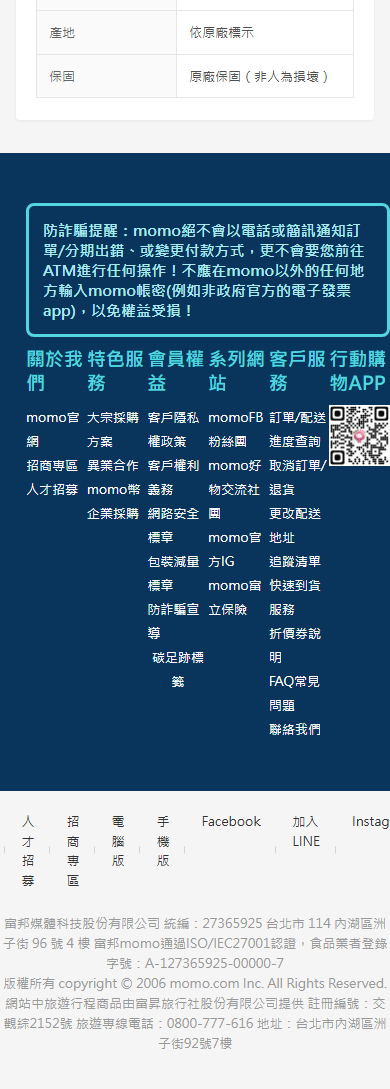 產地
依原廠標示
保固
原廠保固(非人為損壞)
防詐騙提醒：momo絕不會以電話或簡訊通知訂
單/分期出錯、或變更付款方式，更不會要您前往
ATM進行任何操作！不應在momo以外的任何地
方輸入momo帳密(例如非政府官方的電子發票
app)，以免權益受損！
關於我
們
momo官
網
招商專區
人才招募
特色服
務
大宗採購
方案
異業合作
momo幣
企業採購
會員權
益
客戶隱私
權政策
客戶權利
義務
網路安全
標章
包裝減量
標章
防詐騙宣
導
碳足跡標
籤
系列網
站
momoFB
粉絲團
momo好
物交流社
團
momo官
方IG
momo富
立保險
客戶服
務
訂單/配送
進度查詢
取消訂單/
退貨
更改配送
地址
追蹤清單
快速到貨
服務
折價券說
明
FAQ常見
問題
聯絡我們
行動購
物APP
人
才
招
募
招
商
專
區
電
腦
版
手
機
版
Facebook
加入
LINE
Instag
富邦媒體科技股份有限公司 統編：27365925 台北市 114 內湖區洲
子街 96 號 4 樓 富邦momo通過ISO/IEC27001認證，食品業者登錄
字號：A-127365925-00000-7
版權所有 copyright © 2006 momo.com Inc. All Rights Reserved.
網站中旅遊行程商品由富昇旅行社股份有限公司提供 註冊編號：交
觀綜2152號 旅遊專線電話：0800-777-616 地址：台北市內湖區洲
子街92號7樓